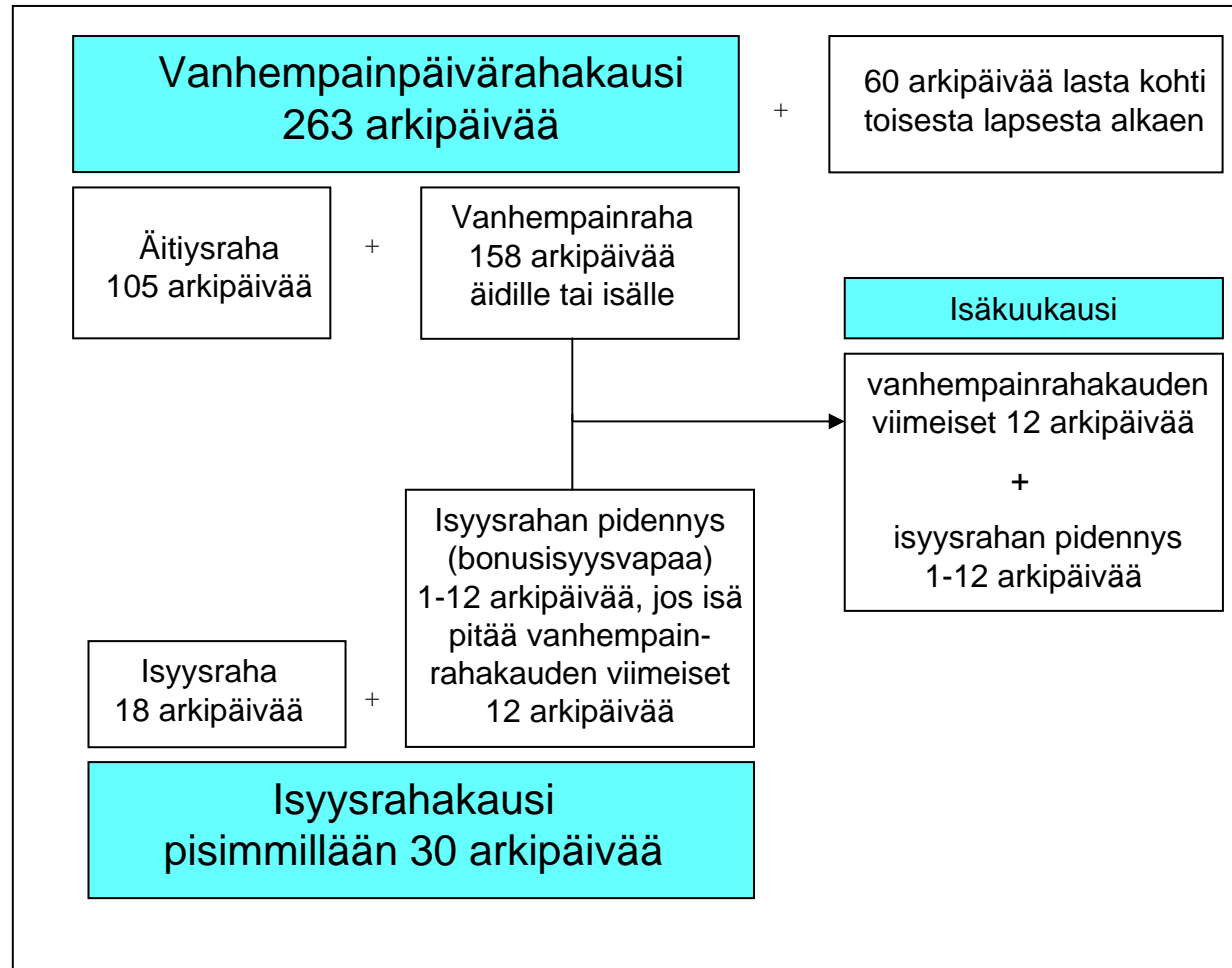 Vanhempainpäivärahakausi
263 arkipäivää
+
60 arkipäivää lasta kohti
toisesta lapsesta alkaen
Äitiysraha
105 arkipäivää
+
Vanhempainraha
158 arkipäivää
äidille tai isälle
Isäkuukausi
vanhempainrahakauden
viimeiset 12 arkipäivää
+
isyysrahan pidennys
1-12 arkipäivää
Isyysraha
18 arkipäivää
+
Isyysrahan pidennys
(bonusisyysvapaa)
1-12 arkipäivää, jos isä
pitää vanhempain-
rahakauden viimeiset
12 arkipäivää
Isyysrahakausi
pisimmillään 30 arkipäivää